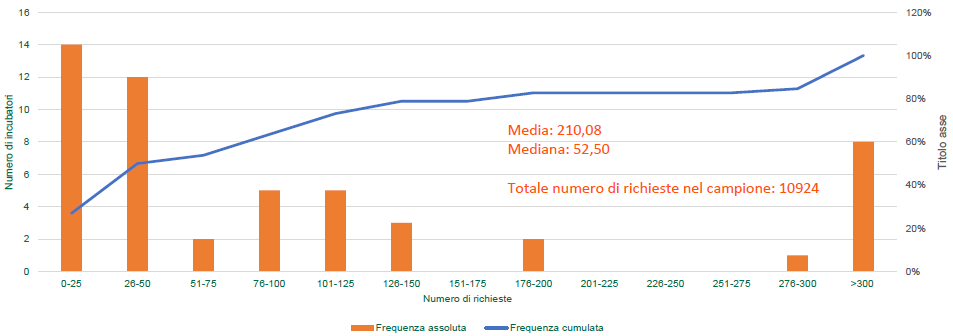 16
14
12
10
8
6
4
2
0
120%
100%
80%
60%
40%
20%
0%
Numero di incubatori
Titolo asse
Media: 210,08
Mediana: 52,50
Totale numero di richieste nel campione: 10924
0-25 26-50 51-75 76-100 101-125 126-150 151-175 176-200 201-225 226-250 251-275 276-300 >300
Numero di richieste
Frequenza assoluta Frequenza cumulata